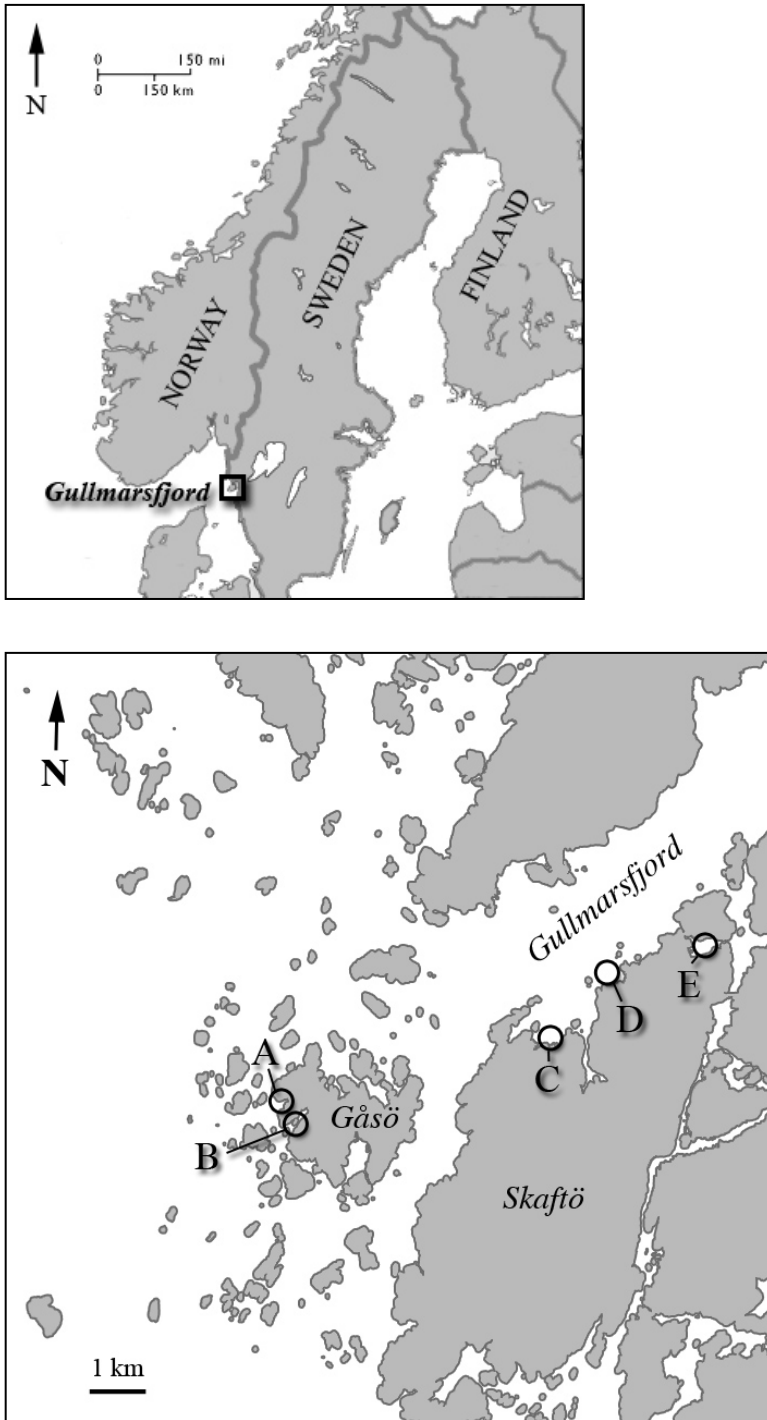 0 150 mi
0 150 km
N
NORWAY
SWEDEN
FINLAND
Gullmarsfjord
N
Gullmarsfjord
E
D
C
A
B
Gåsö
Skaftö
1 km